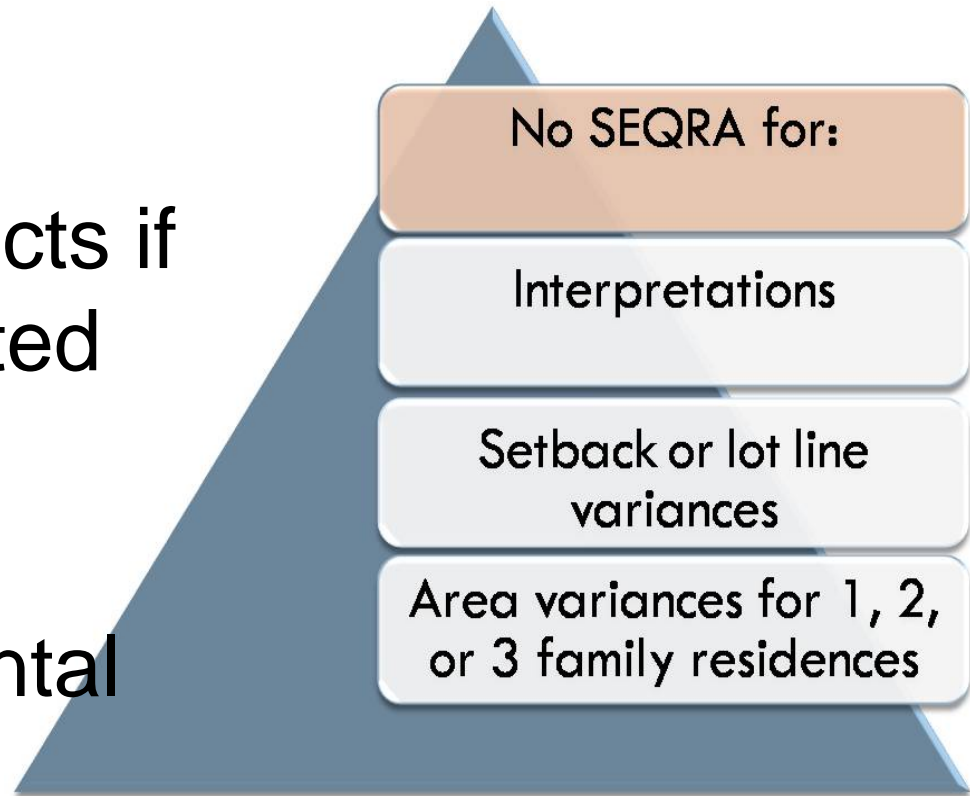 cts if
ted
ntal
No SEQRA for:
Interpretations
Setback or lot line
variances
Area variances for 1, 2,
or 3 family residences